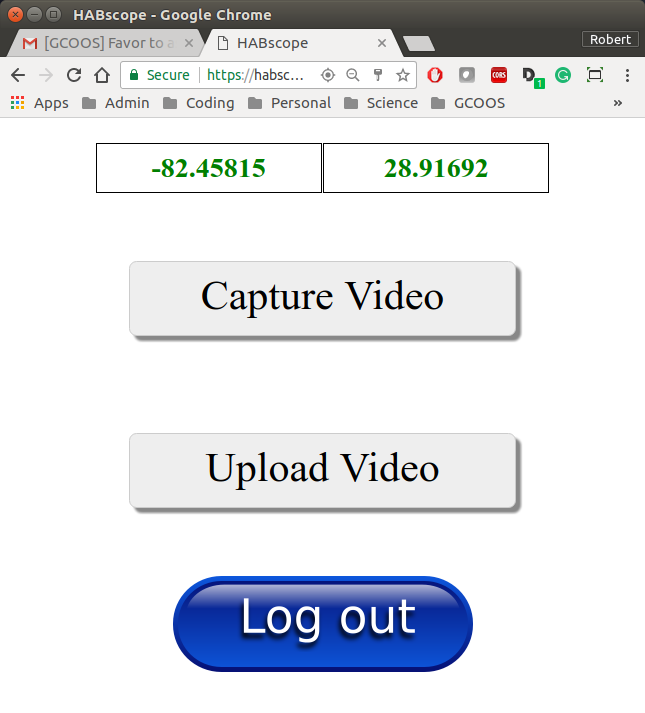 HABscope - Google Chrome
[GCOOS] Favor to a
HABscope
Robert
Secure
https://habsc...
CORS
D
1
G
Apps
Admin
Coding
Personal
Science
GCOOS
»
-82.45815
28.91692
Capture Video
Upload Video
Log out